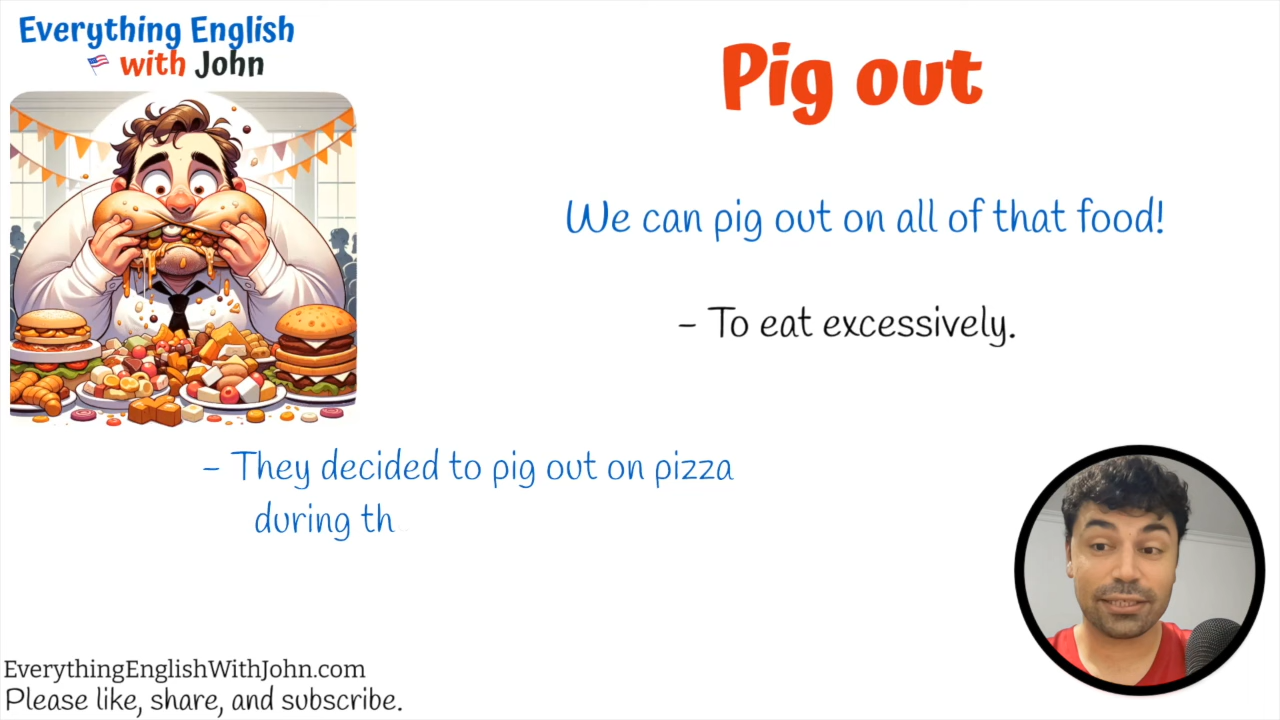 Everything English
with John
Pig out
We can pig out on all of that food!
- To eat excessively.
- They decided to pig out on pizza
during th
EverythingEnglishWithJohn.com
Please like, share, and subscribe.